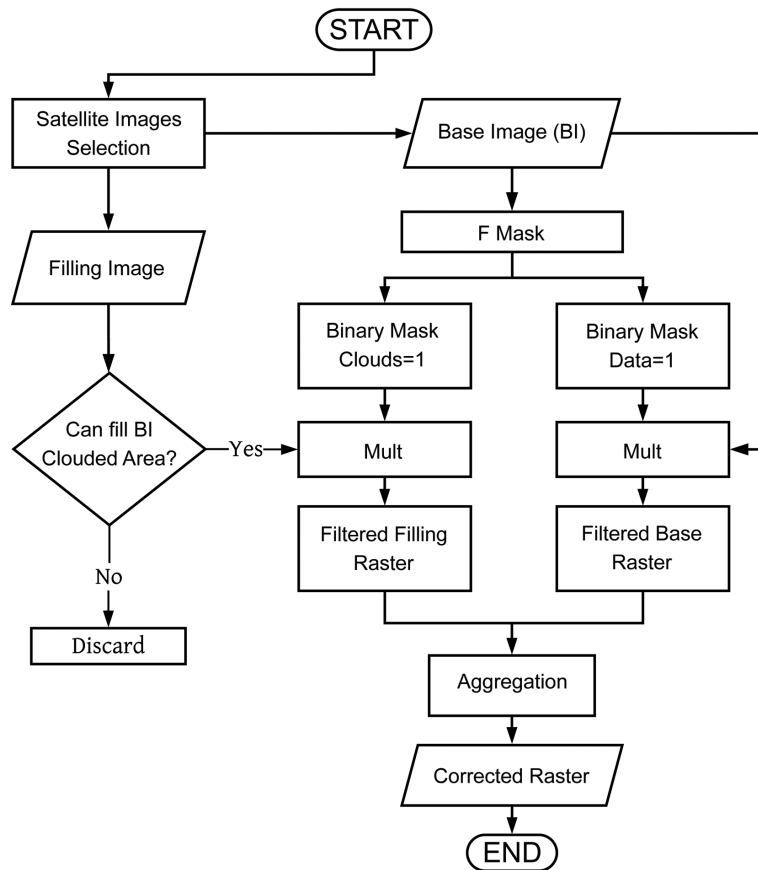 START
Satellite Images
Selection
Base Image (BI)
F Mask
Filling Image
Binary Mask
Clouds=1
Binary Mask
Data=1
Can fill BI
Clouded Area?
Yes
Mult
Mult
Filtered Filling
Raster
Filtered Base
Raster
No
Discard
Aggregation
Corrected Raster
END